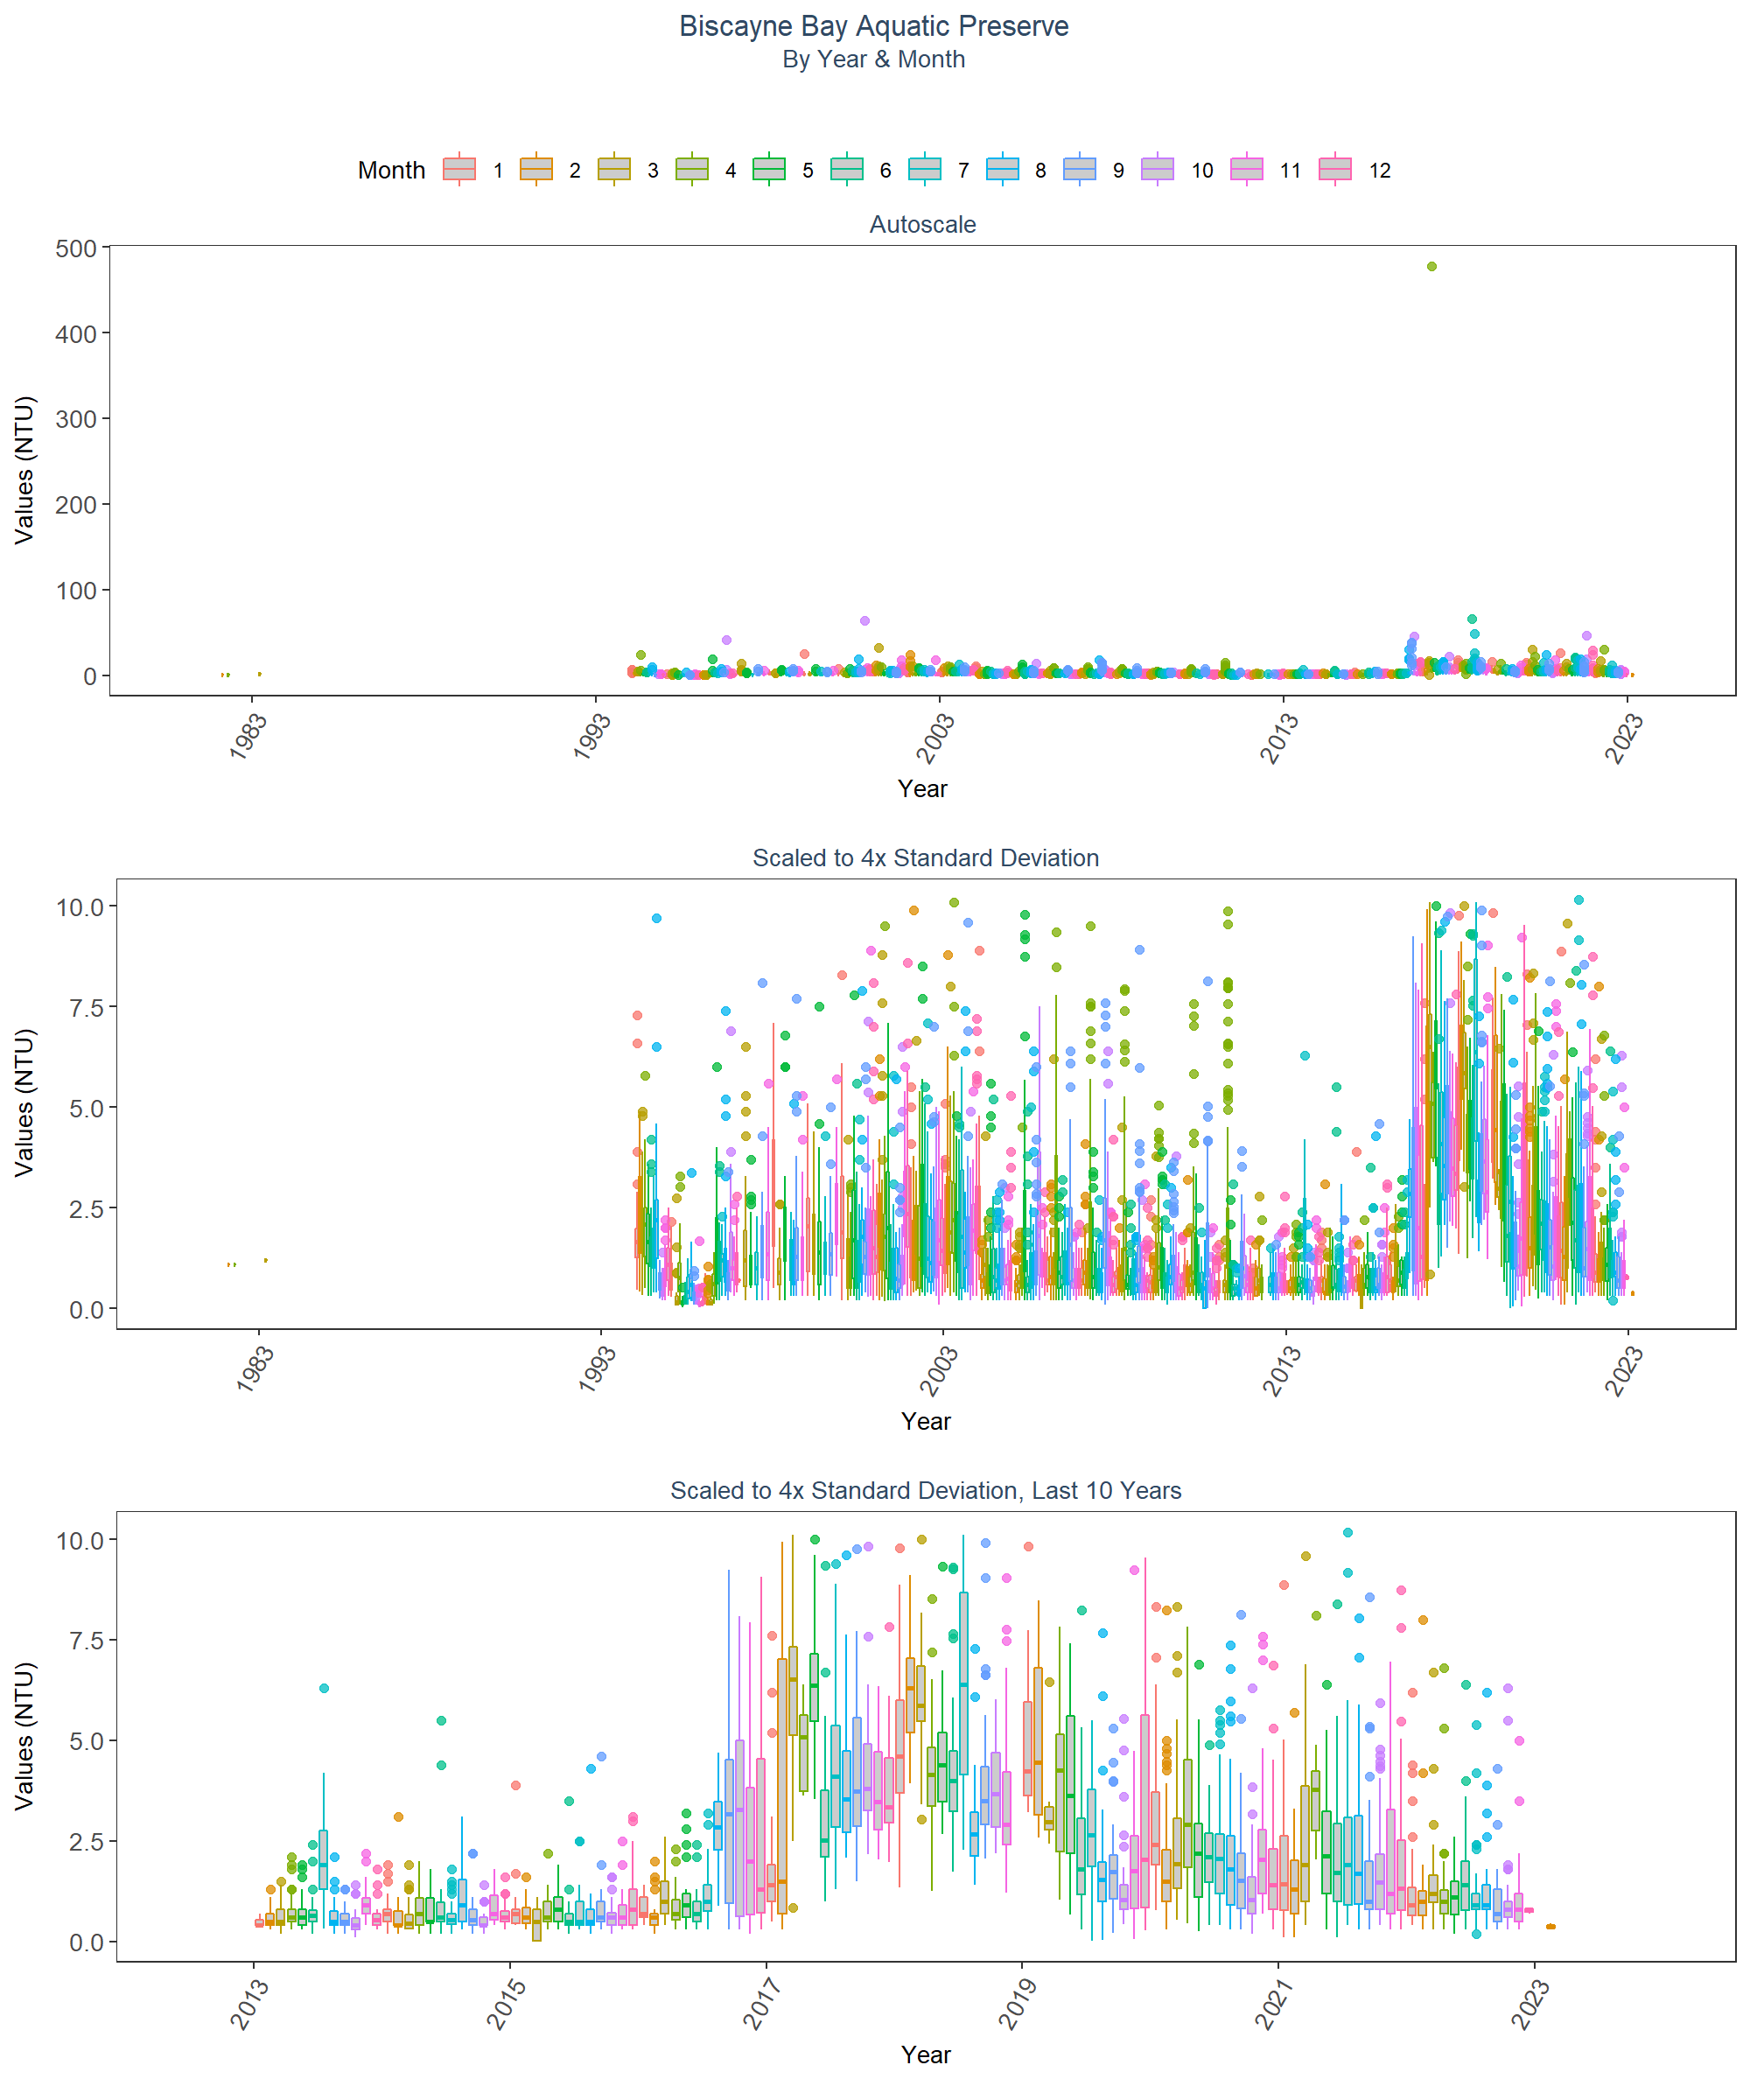 Biscayne Bay Aquatic Preserve
By Year & Month
Month 1 2 3 4 5 6 7 8 9 10 11 12
Autoscale
Values (NTU)
500
400
300
200
100
0
1983 1993 2003 2013 2023
Year
Scaled to 4x Standard Deviation
Values (NTU)
10.0
7.5
5.0
2.5
0.0
1983 1993 2003 2013 2023
Year
Scaled to 4x Standard Deviation, Last 10 Years
Values (NTU)
10.0
7.5
5.0
2.5
0.0
2013 2015 2017 2019 2021 2023
Year